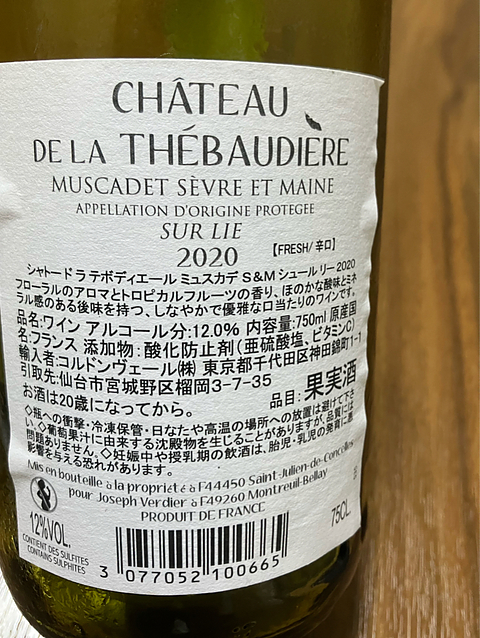 CHÂTEAU
DE LA THÉBAUDIÈRE
MUSCADET SÈVRE ET MAINE
APPELLATION D'ORIGINE PROTEGEE
SUR LIE
2020 【FRESH/辛口】
シャトード ラ テボディエール ミュスカデ S&M シュール リー 2020
フローラルのアロマとトロピカルフルーツの香り、ほのかな酸味とミネ
ラル感のある後味を持つ、しなやかで優雅な口当たりのワインです。
品名:ワイン アルコール分:12.0% 内容量:750ml 原産国
名:フランス 添加物:酸化防止剤(亜硫酸塩、ビタミンC)
輸入者:コルドンヴェール㈱ 東京都千代田区神田錦町1-1
引取先:仙台市宮城野区榴岡3-7-35
お酒は20歳になってから。 品目:果実酒
◇瓶への衝撃・冷凍保管・日なたや高温の場所への放置は避けて下さ
い。◇葡萄果汁に由来する沈殿物を生じることがありますが、品質には
問題ありません。◇妊娠中や授乳期の飲酒は、胎児・乳児の発育に悪
影響を与える恐れがあります。
Mis en bouteille à la propriété à F44450 Saint-Julien-de-Concelles
pour Joseph Verdier à F49260 Montreuil-Bellay
PRODUIT DE FRANCE
12%VOL. 75CL.
CONTIENT DES SULFITES
CONTAINS SULPHITES
3 077052 100665